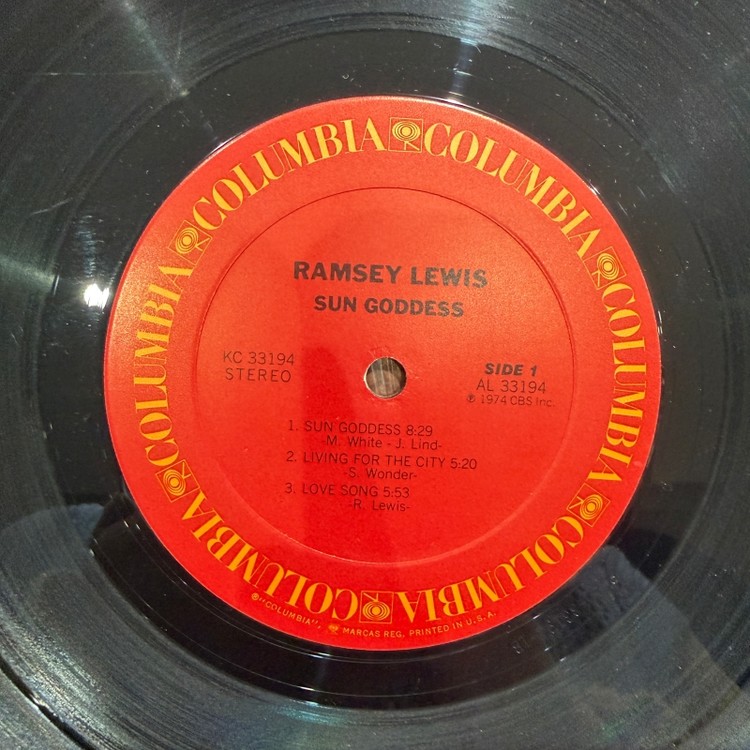 COLUMBIA COLUMBIA COLUMBIA COLUMBIA COLUMBIA COLUMBIA COLUMBIA COLUMBIA
RAMSEY LEWIS
SUN GODDESS
KC 33194
STEREO
SIDE 1
AL 33194
℗ 1974 CBS Inc.
1. SUN GODDESS 8:29
-M. White - J. Lind-
2. LIVING FOR THE CITY 5:20
-S. Wonder-
3. LOVE SONG 5:53
-R. Lewis-
®"COLUMBIA", MARCAS REG. PRINTED IN U.S.A.